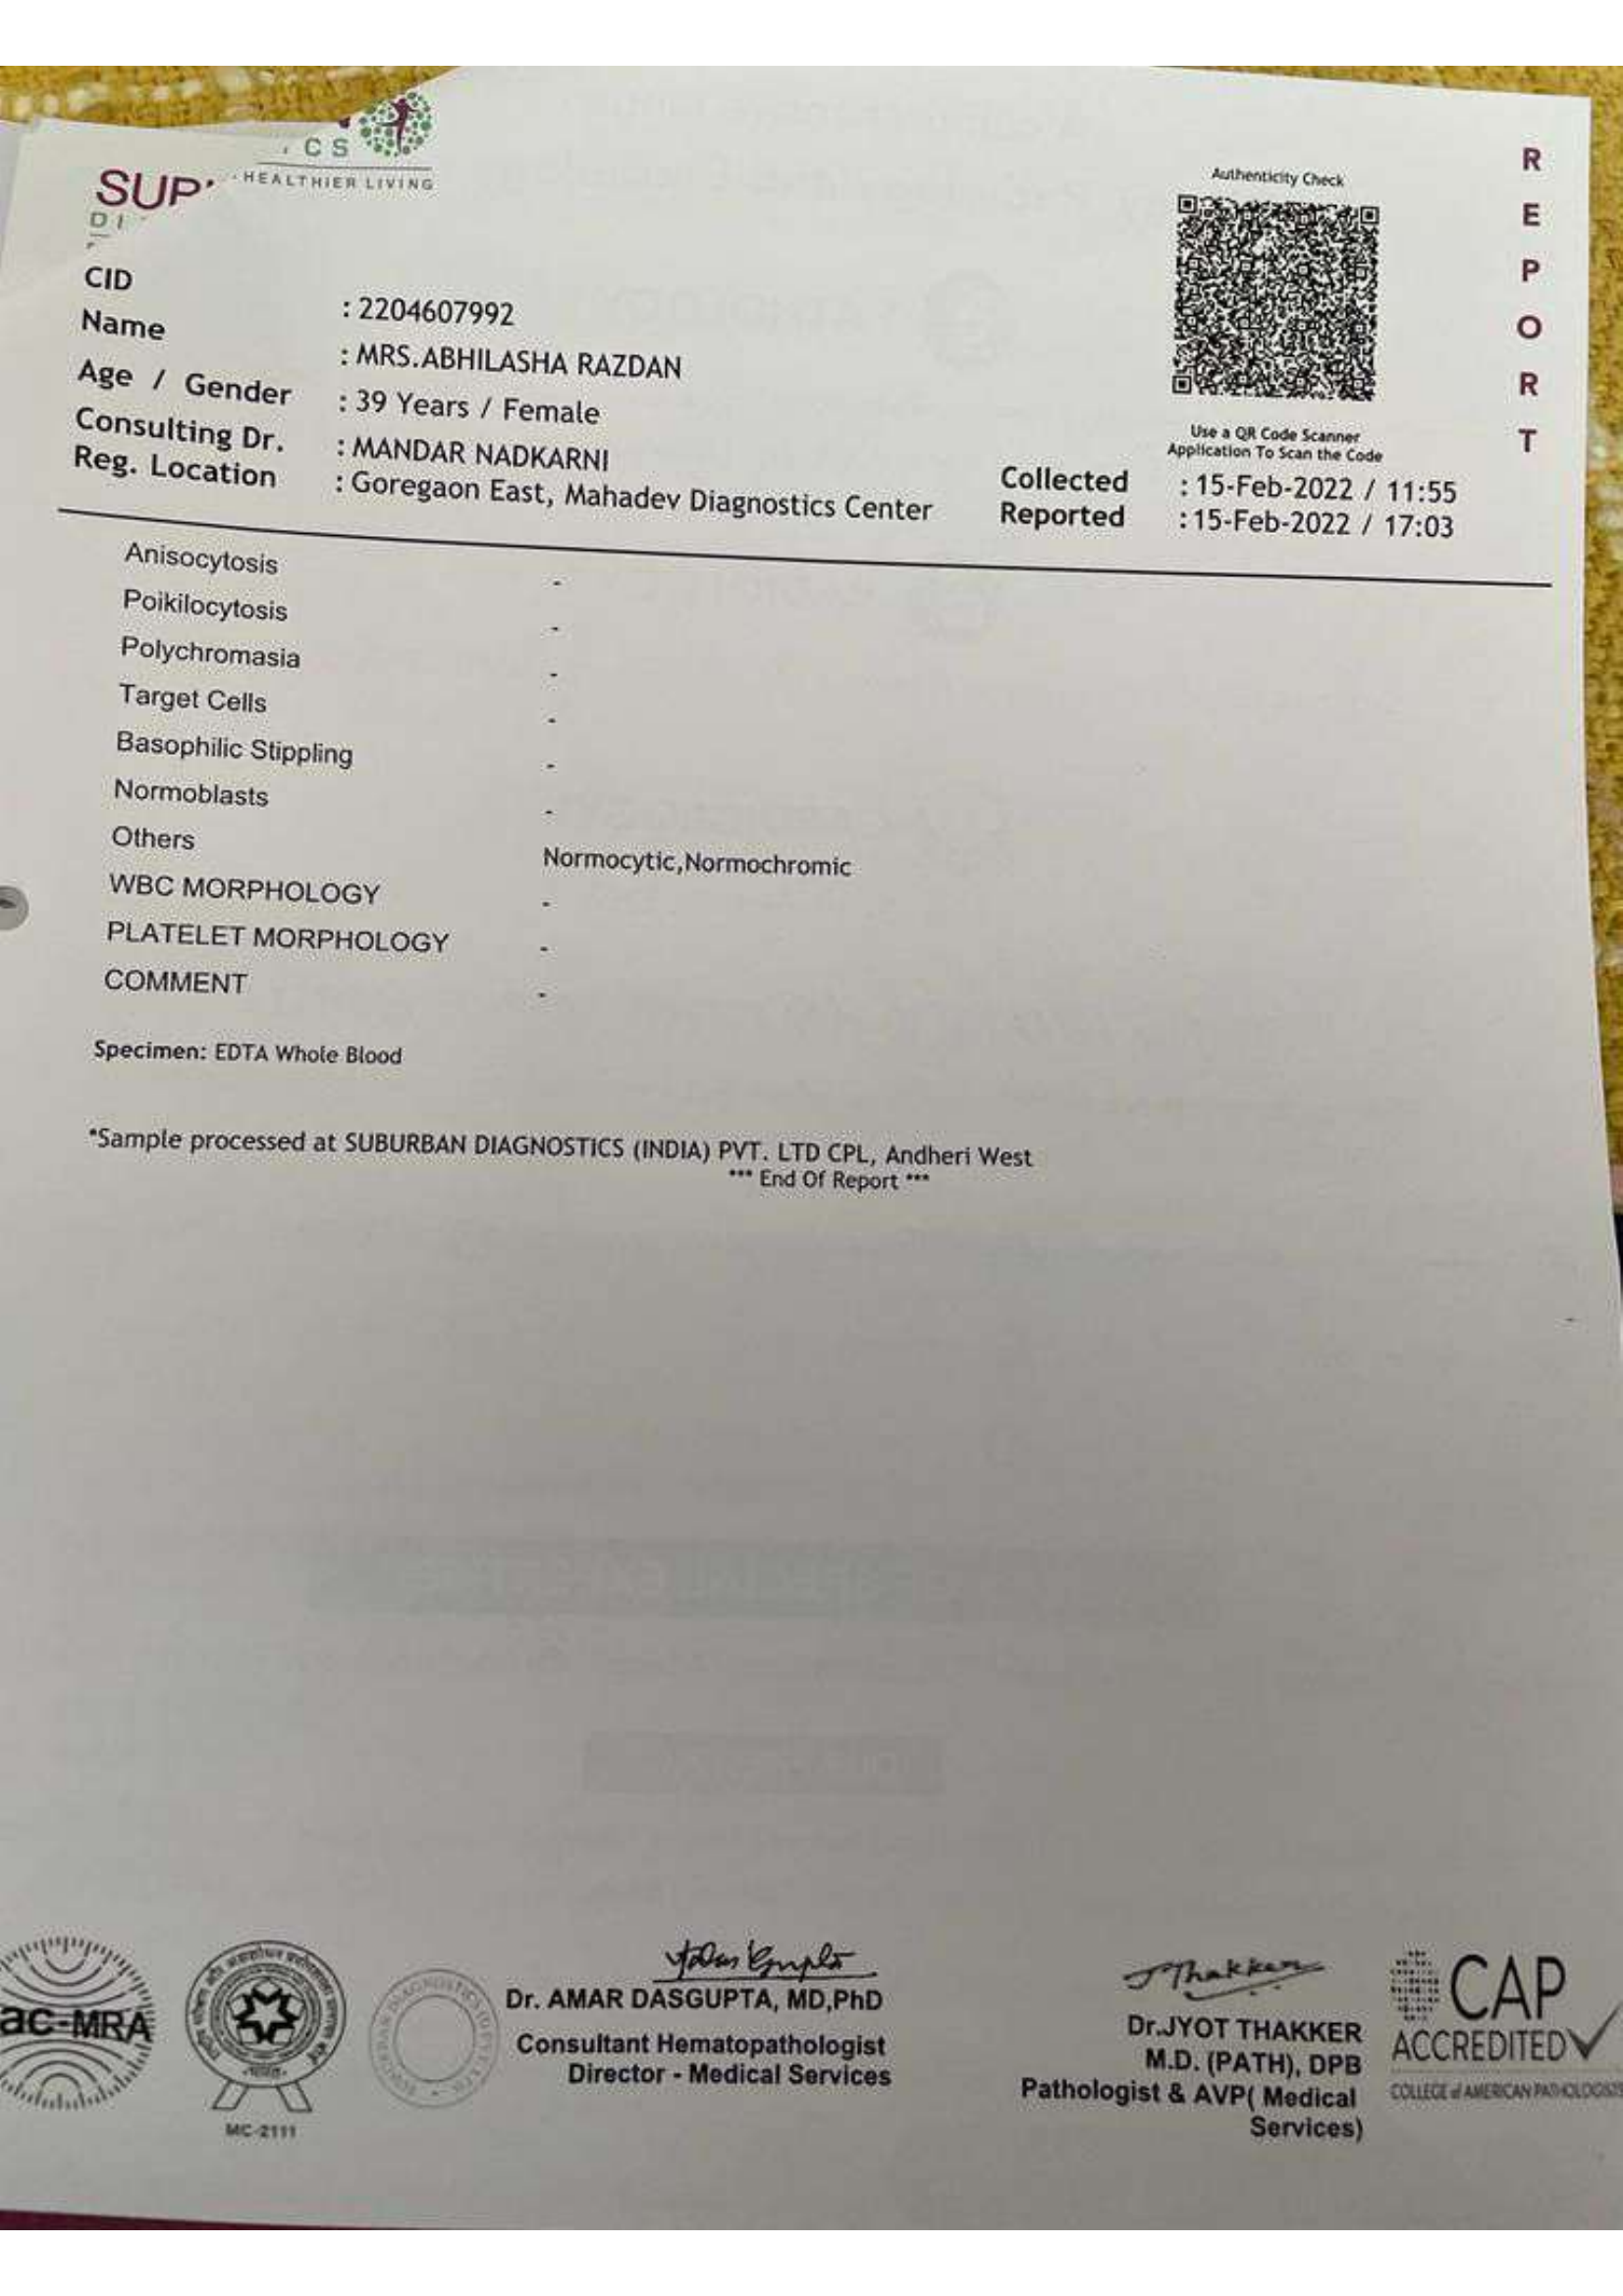 CS
HEALTHIER LIVING
SUP
DI
Authenticity Check
R
E
P
O
R
T
Use a QR Code Scanner
Application To Scan the Code
CID : 2204607992
Name : MRS.ABHILASHA RAZDAN
Age / Gender : 39 Years / Female
Consulting Dr. : MANDAR NADKARNI
Reg. Location : Goregaon East, Mahadev Diagnostics Center
Collected : 15-Feb-2022 / 11:55
Reported : 15-Feb-2022 / 17:03
Anisocytosis -
Poikilocytosis -
Polychromasia -
Target Cells -
Basophilic Stippling -
Normoblasts -
Others Normocytic,Normochromic
WBC MORPHOLOGY -
PLATELET MORPHOLOGY -
COMMENT -
Specimen: EDTA Whole Blood
*Sample processed at SUBURBAN DIAGNOSTICS (INDIA) PVT. LTD CPL, Andheri West
*** End Of Report ***
ac-MRA
MC-2111
Dr. AMAR DASGUPTA, MD,PhD
Consultant Hematopathologist
Director - Medical Services
JThakker
Dr.JYOT THAKKER
M.D. (PATH), DPB
Pathologist & AVP( Medical
Services)
CAP
ACCREDITED
COLLEGE of AMERICAN PATHOLOGISTS